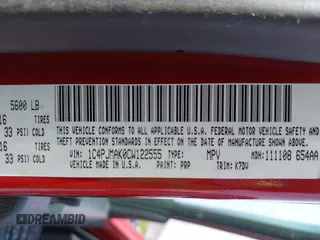 5600 LB
16 TIRES
33 PSI COLD
16 TIRES
33 PSI COLD
THIS VEHICLE CONFORMS TO ALL APPLICABLE U.S.A. FEDERAL MOTOR VEHICLE SAFETY
AND THEFT PREVENTION STANDARDS IN EFFECT ON THE DATE OF MANUFACTURE SHOWN ABOVE
VIN: 1C4PJMAK0CW122555 TYPE: MPV MDH: 111108 654AA
VEHICLE MADE IN U.S.A. PAINT: PRP TRIM: K7DV
DREAMBID